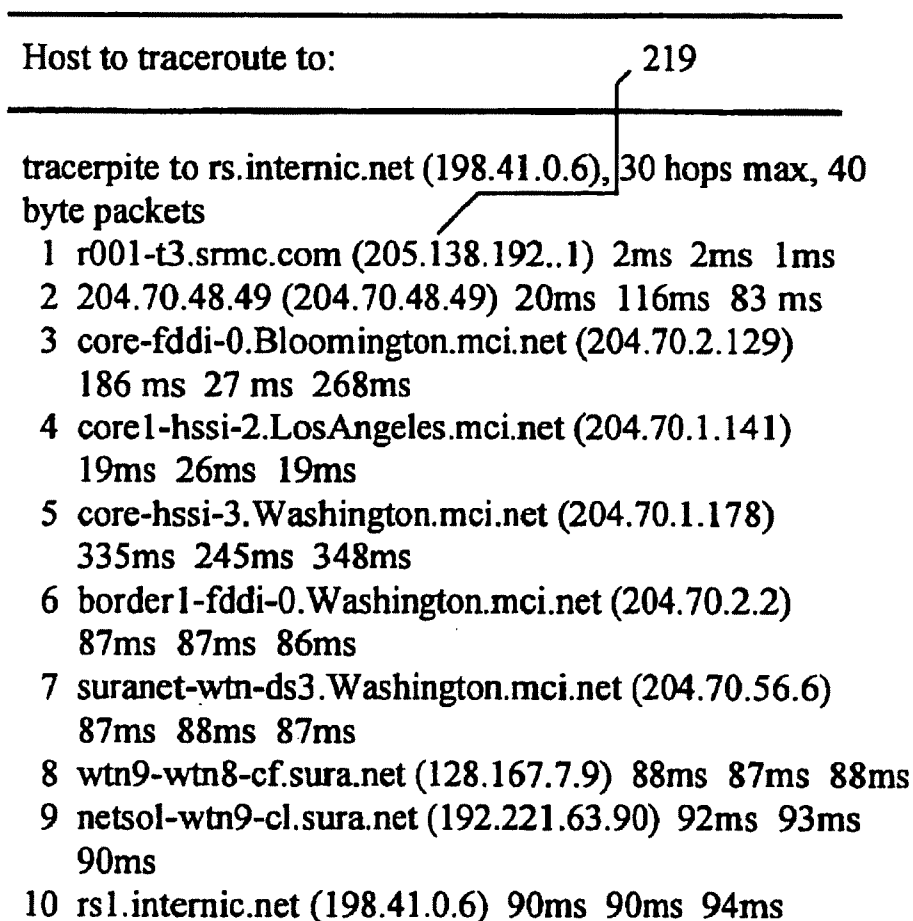 Host to traceroute to: 219
tracerpite to rs.internic.net (198.41.0.6), 30 hops max, 40
byte packets
1 r001-t3.srmc.com (205.138.192..1) 2ms 2ms 1ms
2 204.70.48.49 (204.70.48.49) 20ms 116ms 83 ms
3 core-fddi-0.Bloomington.mci.net (204.70.2.129)
186 ms 27 ms 268ms
4 core1-hssi-2.LosAngeles.mci.net (204.70.1.141)
19ms 26ms 19ms
5 core-hssi-3.Washington.mci.net (204.70.1.178)
335ms 245ms 348ms
6 border1-fddi-0.Washington.mci.net (204.70.2.2)
87ms 87ms 86ms
7 suranet-wtn-ds3.Washington.mci.net (204.70.56.6)
87ms 88ms 87ms
8 wtn9-wtn8-cf.sura.net (128.167.7.9) 88ms 87ms 88ms
9 netsol-wtn9-cl.sura.net (192.221.63.90) 92ms 93ms
90ms
10 rs1.internic.net (198.41.0.6) 90ms 90ms 94ms